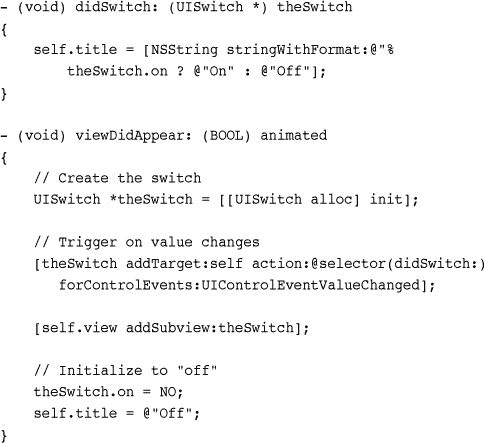 - (void) didSwitch: (UISwitch *) theSwitch
{
    self.title = [NSString stringWithFormat:@"%
        theSwitch.on ? @"On" : @"Off"];
}

- (void) viewDidAppear: (BOOL) animated
{
    // Create the switch
    UISwitch *theSwitch = [[UISwitch alloc] init];

    // Trigger on value changes
    [theSwitch addTarget:self action:@selector(didSwitch:)
       forControlEvents:UIControlEventValueChanged];

    [self.view addSubview:theSwitch];

    // Initialize to "off"
    theSwitch.on = NO;
    self.title = @"Off";
}